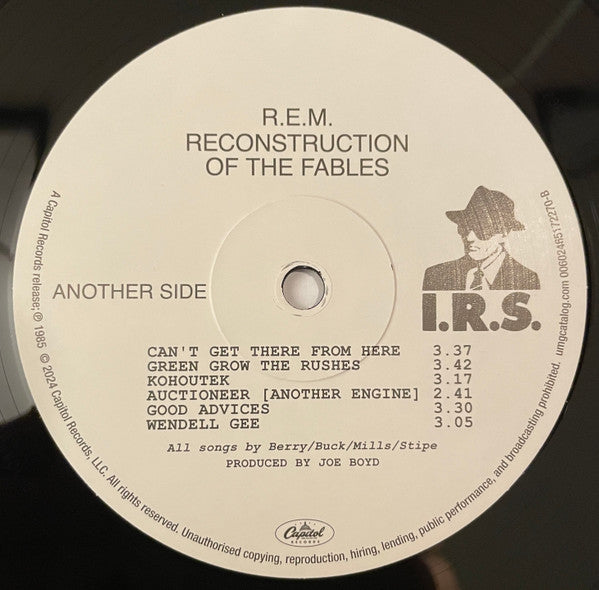 R.E.M.
RECONSTRUCTION
OF THE FABLES
I.R.S.
ANOTHER SIDE
CAN'T GET THERE FROM HERE 3.37
GREEN GROW THE RUSHES 3.42
KOHOUTEK 3.17
AUCTIONEER [ANOTHER ENGINE] 2.41
GOOD ADVICES 3.30
WENDELL GEE 3.05
All songs by Berry/Buck/Mills/Stipe
PRODUCED BY JOE BOYD
Capitol
RECORDS
A Capitol Records release; ℗ 1985 © 2024 Capitol Records, LLC. All rights reserved. Unauthorised copying, reproduction, hiring, lending, public performance, and broadcasting prohibited. umgcatalog.com 00602465172270-B